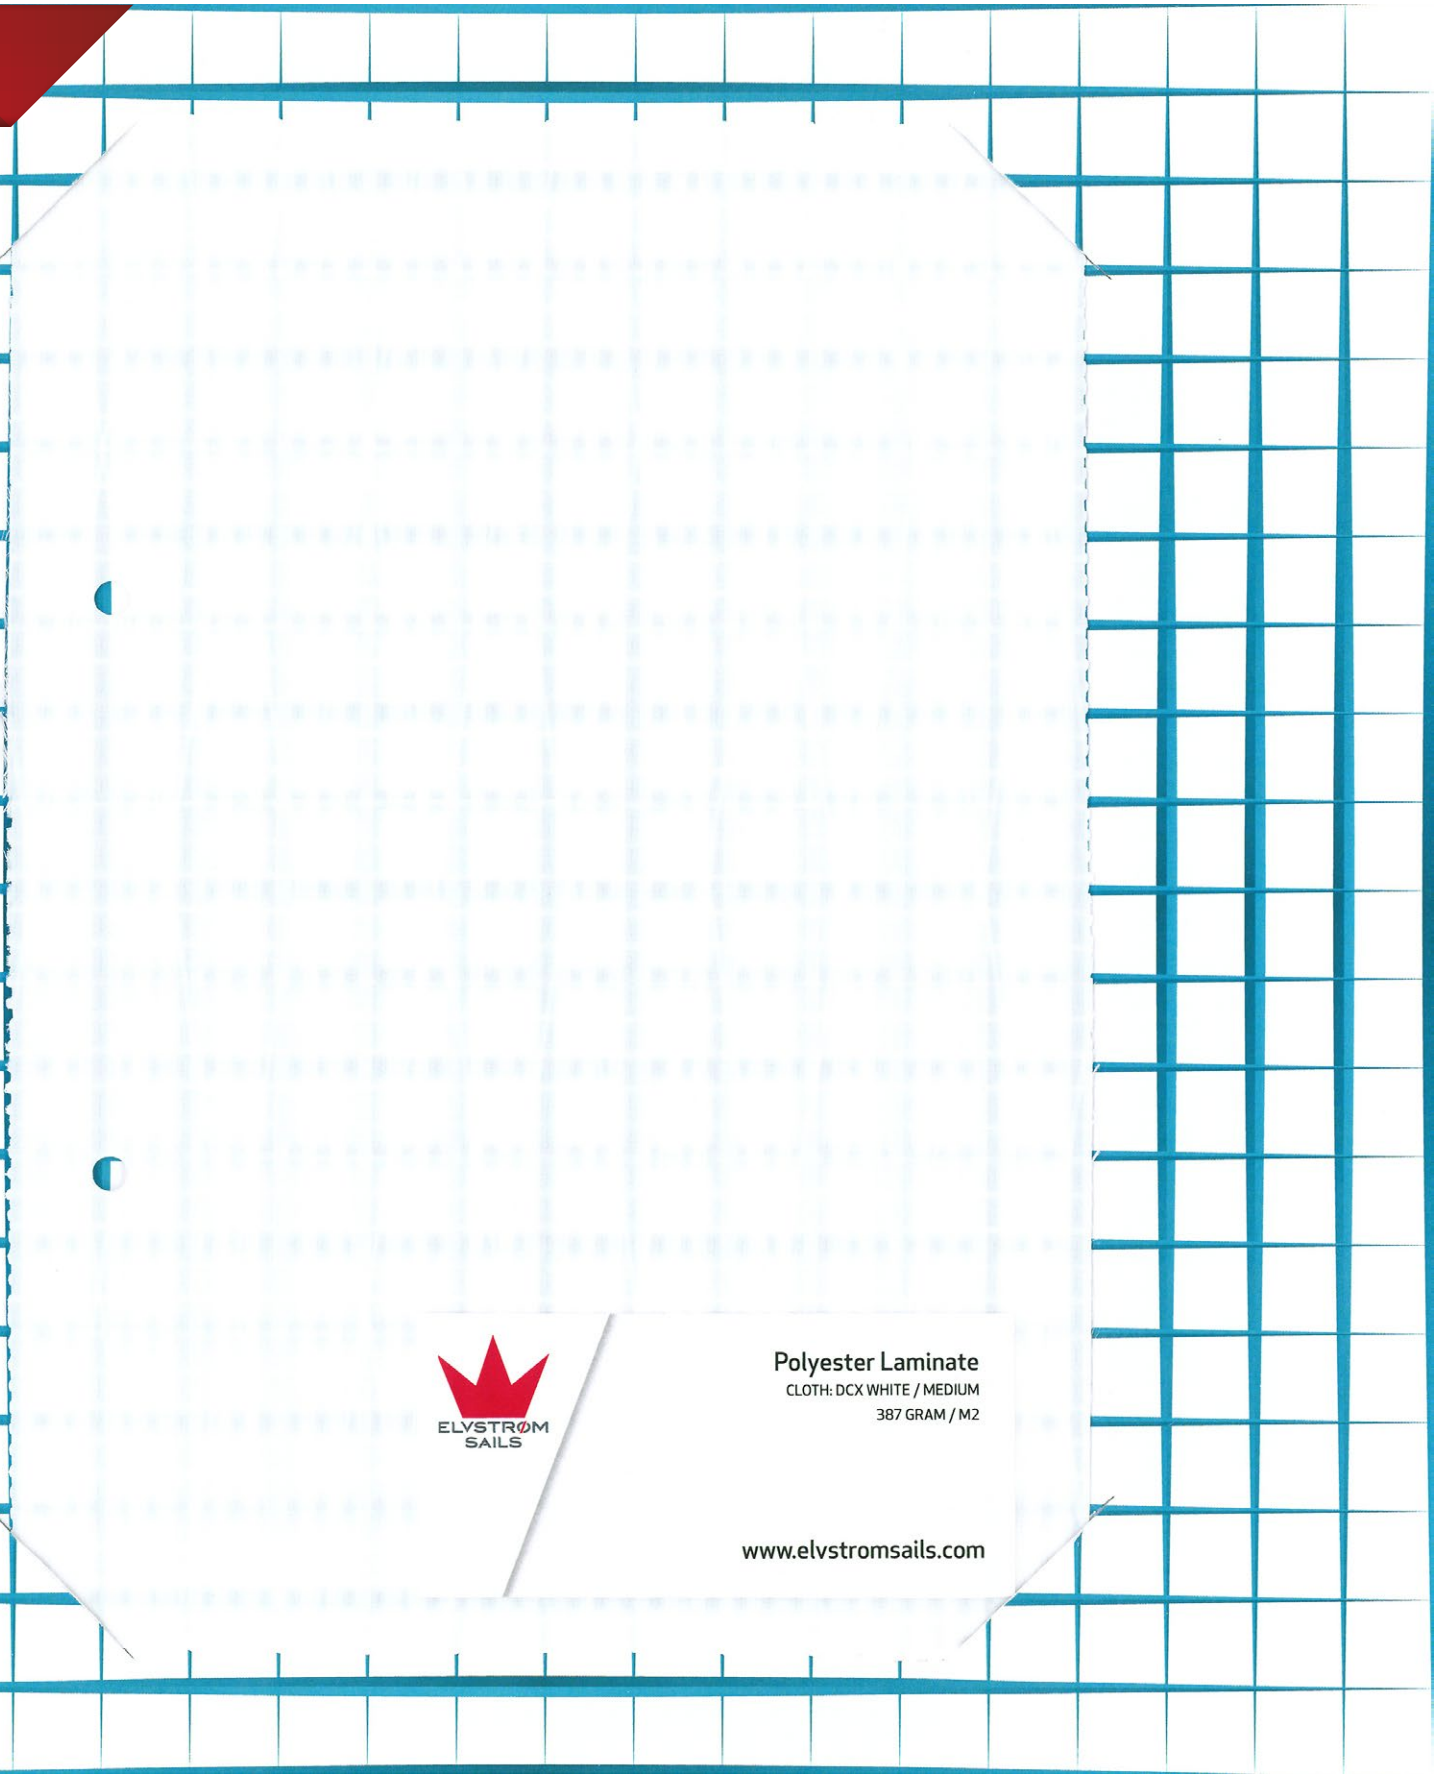 ELVSTRØM
SAILS
Polyester Laminate
CLOTH: DCX WHITE / MEDIUM
387 GRAM / M2
www.elvstromsails.com